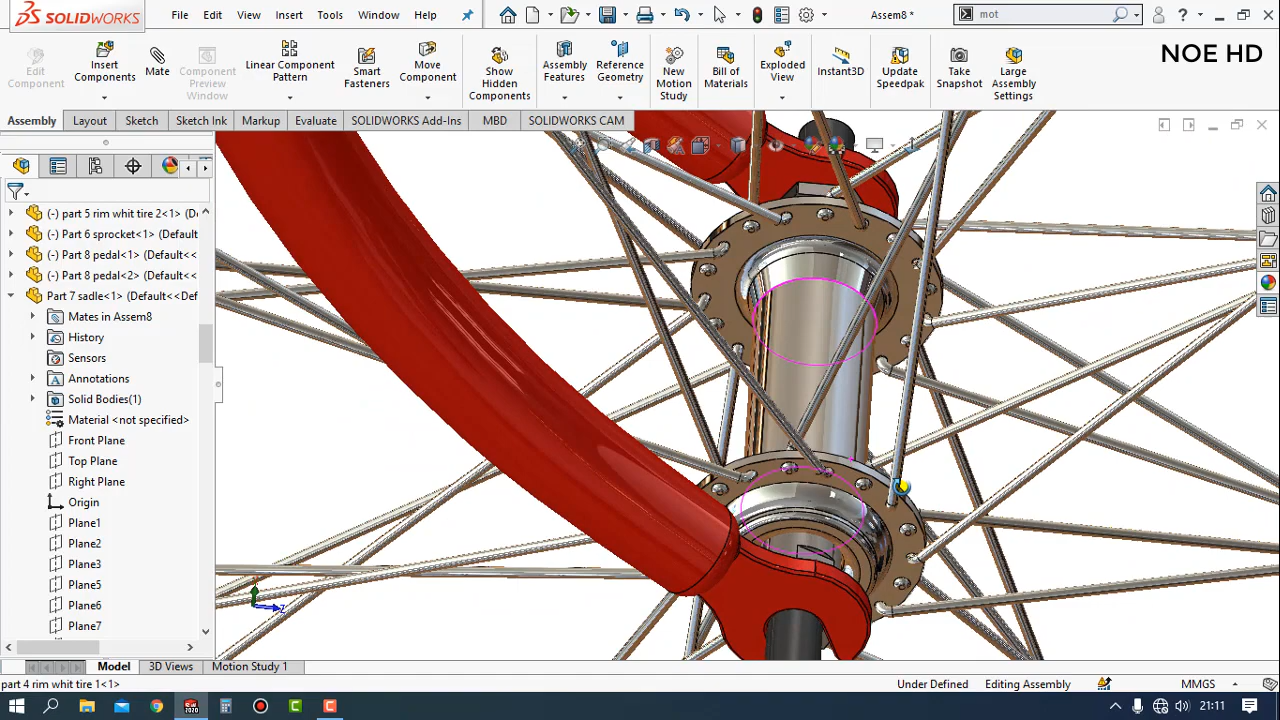 SOLIDWORKS File Edit View Insert Tools Window Help Assem8 * mot
NOE HD
Edit Component
Insert Components
Mate
Component Preview Window
Linear Component Pattern
Smart Fasteners
Move Component
Show Hidden Components
Assembly Features
Reference Geometry
New Motion Study
Bill of Materials
Exploded View
Instant3D
Update Speedpak
Take Snapshot
Large Assembly Settings
Assembly Layout Sketch Sketch Ink Markup Evaluate SOLIDWORKS Add-Ins MBD SOLIDWORKS CAM
(-) part 5 rim whit tire 2<1> (De
(-) Part 6 sprocket<1> (Default
(-) Part 8 pedal<1> (Default<<
(-) Part 8 pedal<2> (Default<<
Part 7 sadle<1> (Default<<Def
Mates in Assem8
History
Sensors
Annotations
Solid Bodies(1)
Material <not specified>
Front Plane
Top Plane
Right Plane
Origin
Plane1
Plane2
Plane3
Plane5
Plane6
Plane7
Z
Model 3D Views Motion Study 1
part 4 rim whit tire 1<1> Under Defined Editing Assembly MMGS
21:11